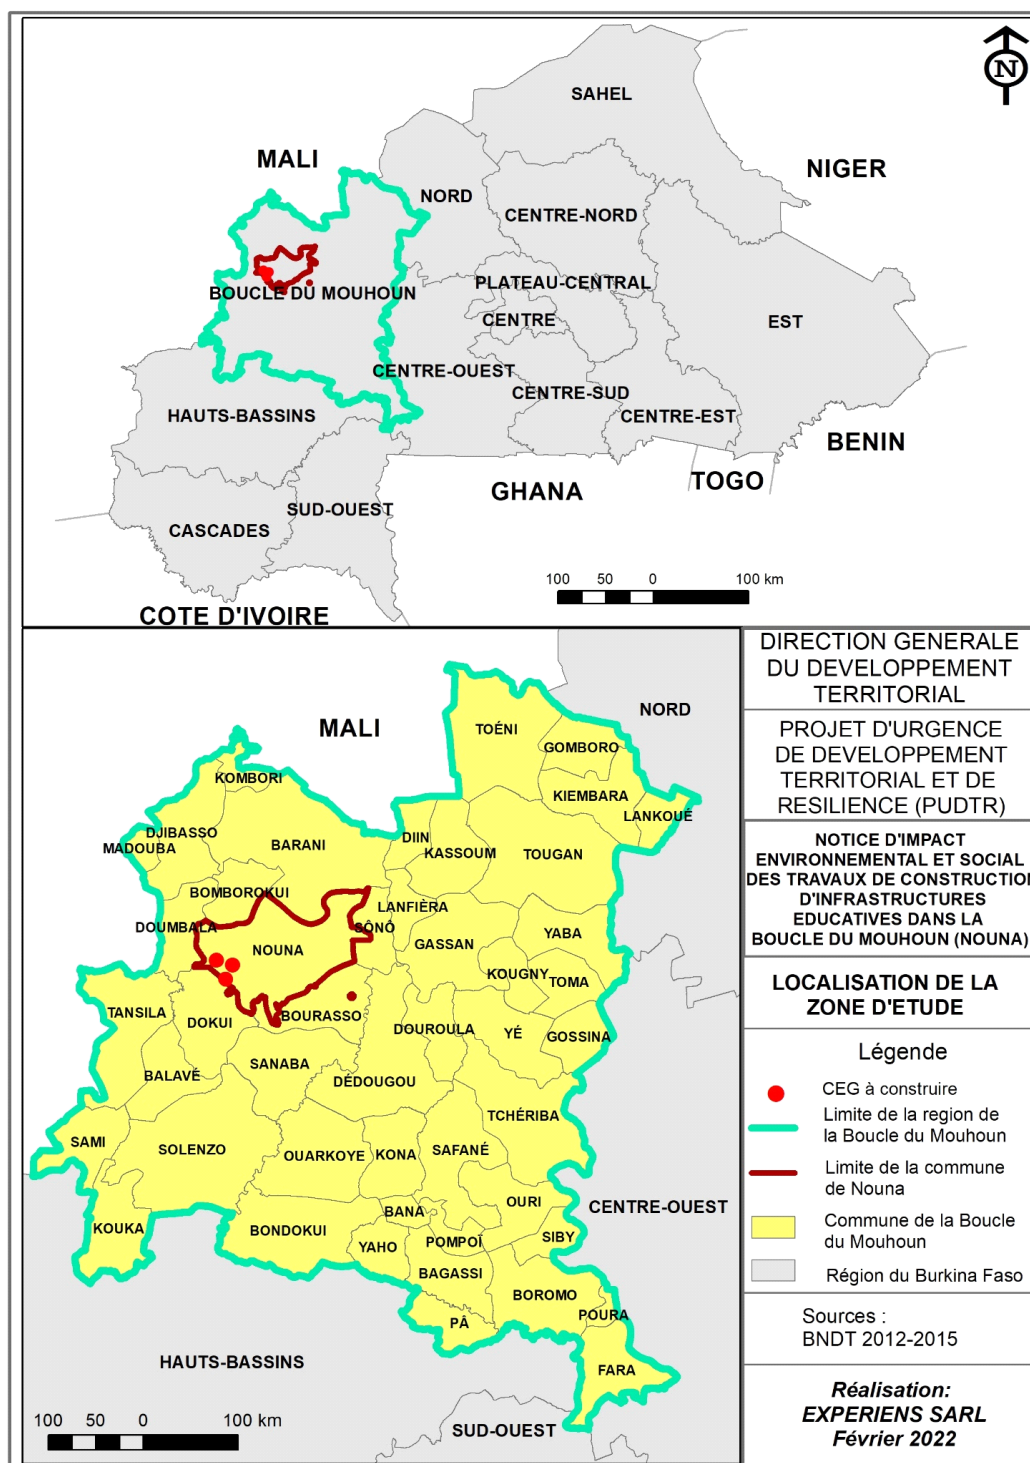 N
SAHEL
MALI
NIGER
NORD
CENTRE-NORD
PLATEAU-CENTRAL
BOUCLE DU MOUHOUN
CENTRE
EST
CENTRE-OUEST
CENTRE-SUD
HAUTS-BASSINS
CENTRE-EST
BENIN
TOGO
GHANA
SUD-OUEST
CASCADES
100 50 0 100 km
COTE D'IVOIRE
MALI
NORD
TOÉNI
GOMBORO
KOMBORI
KIEMBARA
LANKOUÉ
DJIBASSO
MADOUBA
BARANI
DIIN
KASSOUM
TOUGAN
BOMBOROKUI
LANFIÈRA
DOUMBALA
SÔNÔ
YABA
NOUNA
GASSAN
KOUGNY
TOMA
TANSILA
DOKUI
BOURASSO
DOUROULA
YÉ
GOSSINA
BALAVÉ
SANABA
DÉDOUGOU
TCHÉRIBA
SAMI
SOLENZO
OUARKOYE
KONA
SAFANÉ
OURI
CENTRE-OUEST
KOUKA
BONDOKUI
BANA
YAHO
POMPOÏ
SIBY
BAGASSI
BOROMO
POURA
PÂ
HAUTS-BASSINS
FARA
100 50 0 100 km
SUD-OUEST
DIRECTION GENERALE
DU DEVELOPPEMENT
TERRITORIAL
PROJET D'URGENCE
DE DEVELOPPEMENT
TERRITORIAL ET DE
RESILIENCE (PUDTR)
NOTICE D'IMPACT
ENVIRONNEMENTAL ET SOCIAL
DES TRAVAUX DE CONSTRUCTION
D'INFRASTRUCTURES
EDUCATIVES DANS LA
BOUCLE DU MOUHOUN (NOUNA)
LOCALISATION DE LA
ZONE D'ETUDE
Légende
CEG à construire
Limite de la region de
la Boucle du Mouhoun
Limite de la commune
de Nouna
Commune de la Boucle
du Mouhoun
Région du Burkina Faso
Sources :
BNDT 2012-2015
Réalisation:
EXPERIENS SARL
Février 2022